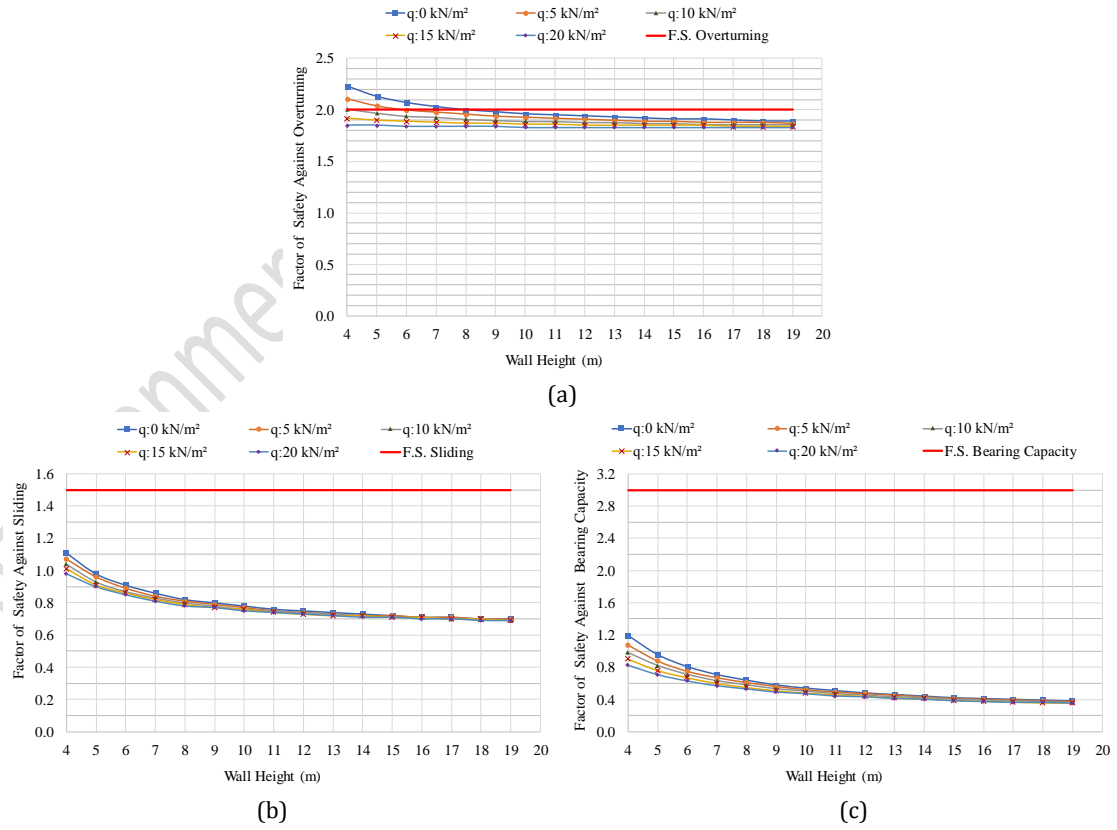 q:0 kN/m² q:5 kN/m² q:10 kN/m²
q:15 kN/m² q:20 kN/m² F.S. Overturning
Factor of Safety Against Overturning
2.5
2.0
1.5
1.0
0.5
0.0
4 5 6 7 8 9 10 11 12 13 14 15 16 17 18 19 20
Wall Height (m)
(a)
q:0 kN/m² q:5 kN/m² q:10 kN/m²
q:15 kN/m² q:20 kN/m² F.S. Sliding
Factor of Safety Against Sliding
1.6
1.4
1.2
1.0
0.8
0.6
0.4
0.2
0.0
4 5 6 7 8 9 10 11 12 13 14 15 16 17 18 19 20
Wall Height (m)
(b)
q:0 kN/m² q:5 kN/m² q:10 kN/m²
q:15 kN/m² q:20 kN/m² F.S. Bearing Capacity
Factor of Safety Against Bearing Capacity
3.2
2.8
2.4
2.0
1.6
1.2
0.8
0.4
0.0
4 5 6 7 8 9 10 11 12 13 14 15 16 17 18 19 20
Wall Height (m)
(c)